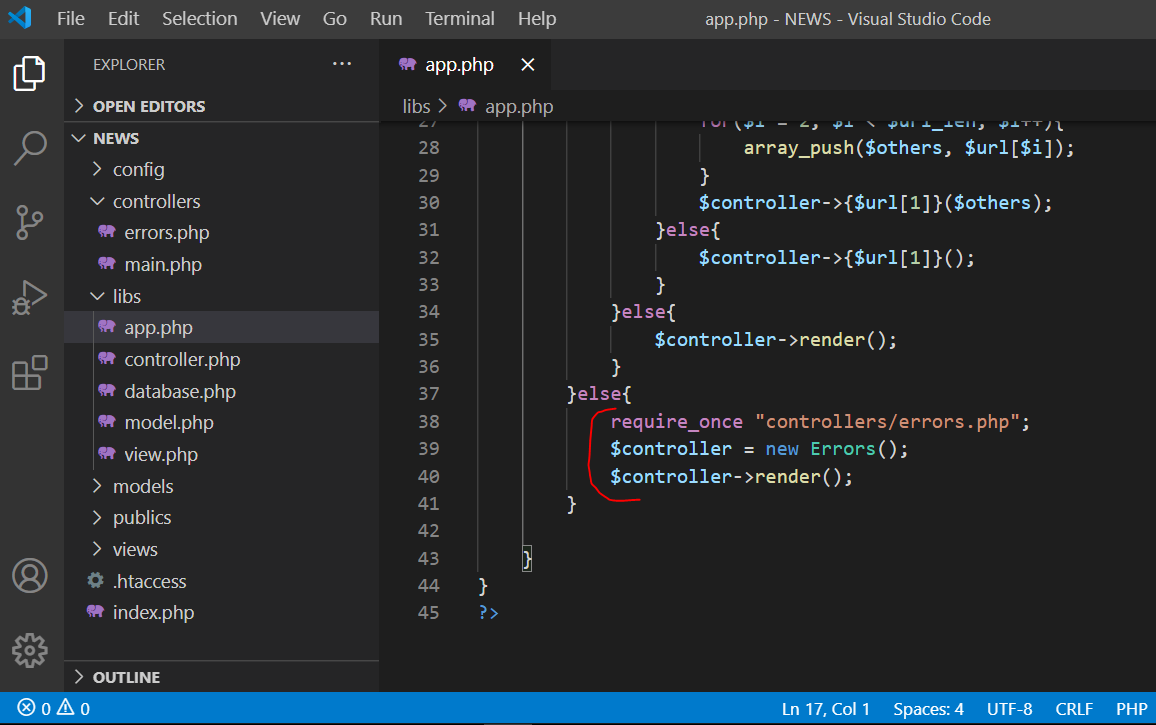 File Edit Selection View Go Run Terminal Help app.php - NEWS - Visual Studio Code
EXPLORER ...
OPEN EDITORS
NEWS
config
controllers
errors.php
main.php
libs
app.php
controller.php
database.php
model.php
view.php
models
publics
views
.htaccess
index.php
OUTLINE
app.php
libs > app.php
27 for($i = 2; $i < $url_len; $i++){
28 array_push($others, $url[$i]);
29 }
30 $controller->{$url[1]}($others);
31 }else{
32 $controller->{$url[1]}();
33 }
34 }else{
35 $controller->render();
36 }
37 }else{
38 require_once "controllers/errors.php";
39 $controller = new Errors();
40 $controller->render();
41 }
42
43 }
44 }
45 ?>
0 0 Ln 17, Col 1 Spaces: 4 UTF-8 CRLF PHP